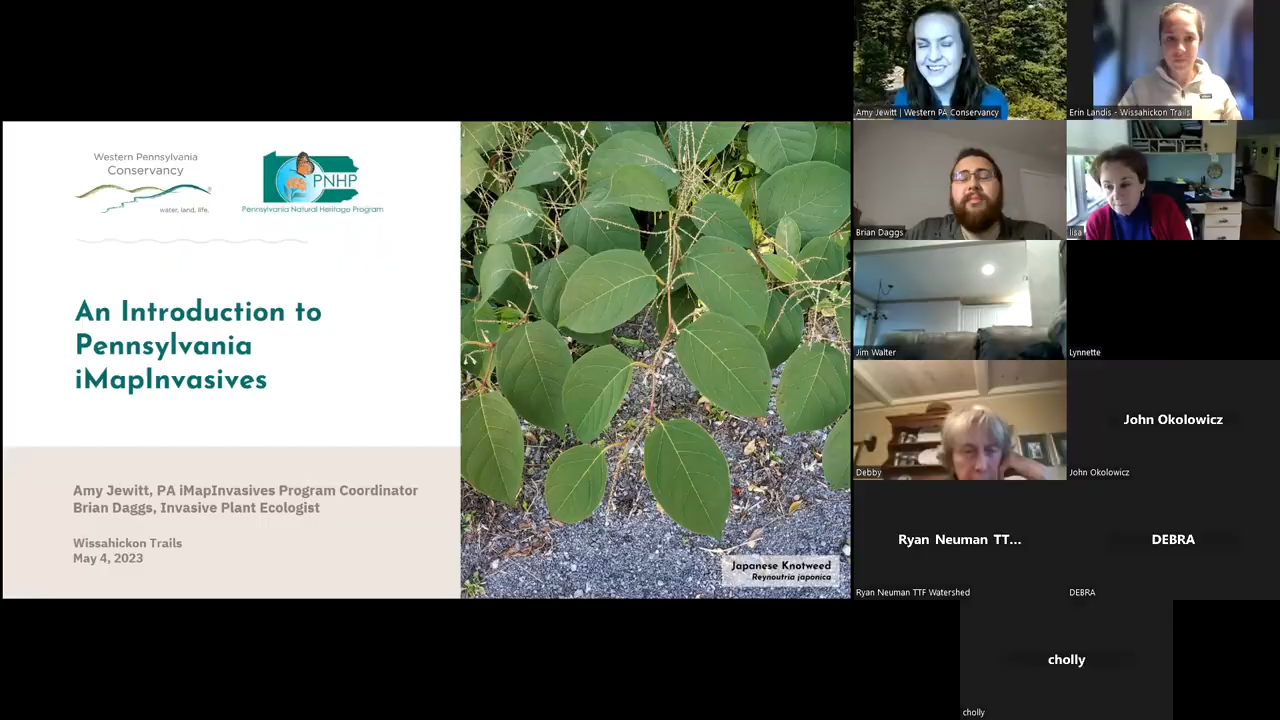 Western Pennsylvania
Conservancy
water, land, life.
PNHP
Pennsylvania Natural Heritage Program
An Introduction to
Pennsylvania
iMapInvasives
Amy Jewitt, PA iMapInvasives Program Coordinator
Brian Daggs, Invasive Plant Ecologist
Wissahickon Trails
May 4, 2023
Japanese Knotweed
Reynoutria japonica
Amy Jewitt | Western PA Conservancy
Erin Landis - Wissahickon Trails
Brian Daggs
lisa
Jim Walter
Lynnette
Debby
John Okolowicz
John Okolowicz
Ryan Neuman TT...
Ryan Neuman TTF Watershed
DEBRA
DEBRA
cholly
cholly